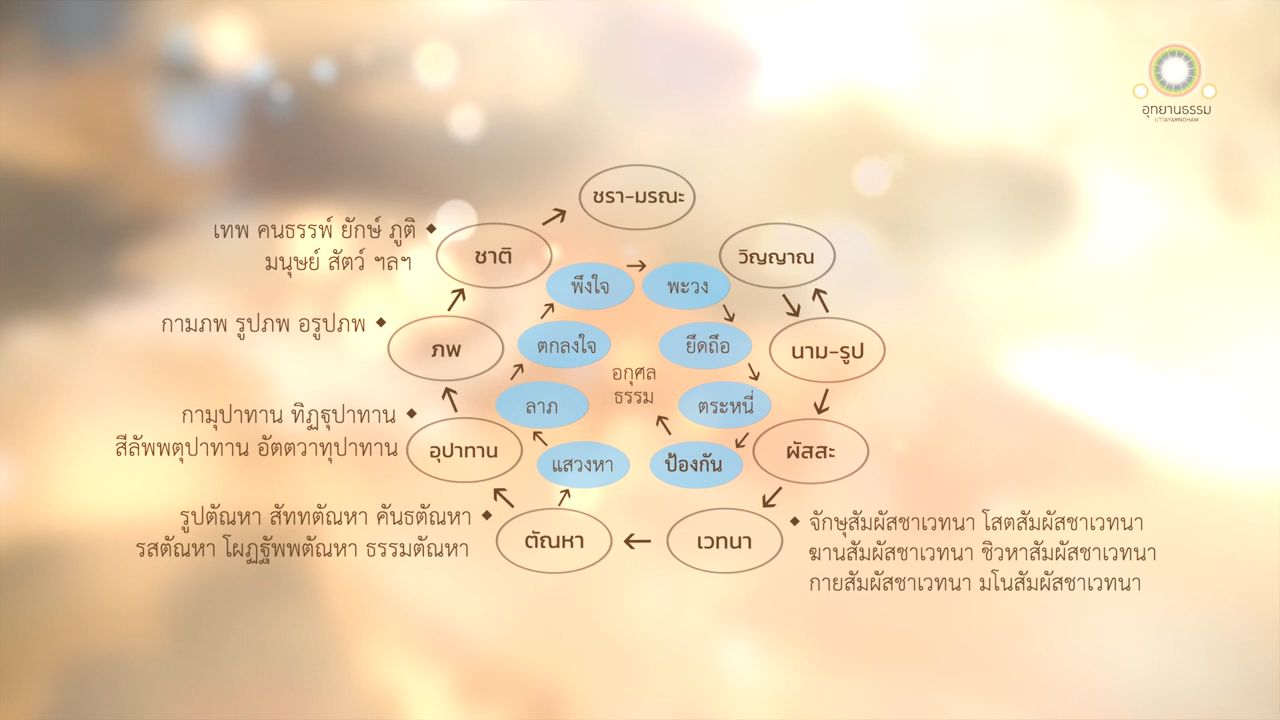 อุทยานธรรม
UTTAYARNDHAM
ชรา-มรณะ
เทพ คนธรรพ์ ยักษ์ ภูติ
มนุษย์ สัตว์ ฯลฯ
ชาติ
วิญญาณ
พึงใจ
พะวง
กามภพ รูปภพ อรูปภพ
ภพ
ตกลงใจ
ยึดถือ
นาม-รูป
อกุศล
ธรรม
กามุปาทาน ทิฏฐุปาทาน
สีลัพพตุปาทาน อัตตวาทุปาทาน
ลาภ
ตระหนี่
อุปาทาน
แสวงหา
ป้องกัน
ผัสสะ
รูปตัณหา สัททตัณหา คันธตัณหา
รสตัณหา โผฏฐัพพตัณหา ธรรมตัณหา
ตัณหา
เวทนา
จักษุสัมผัสชาเวทนา โสตสัมผัสชาเวทนา
ฆานสัมผัสชาเวทนา ชิวหาสัมผัสชาเวทนา
กายสัมผัสชาเวทนา มโนสัมผัสชาเวทนา